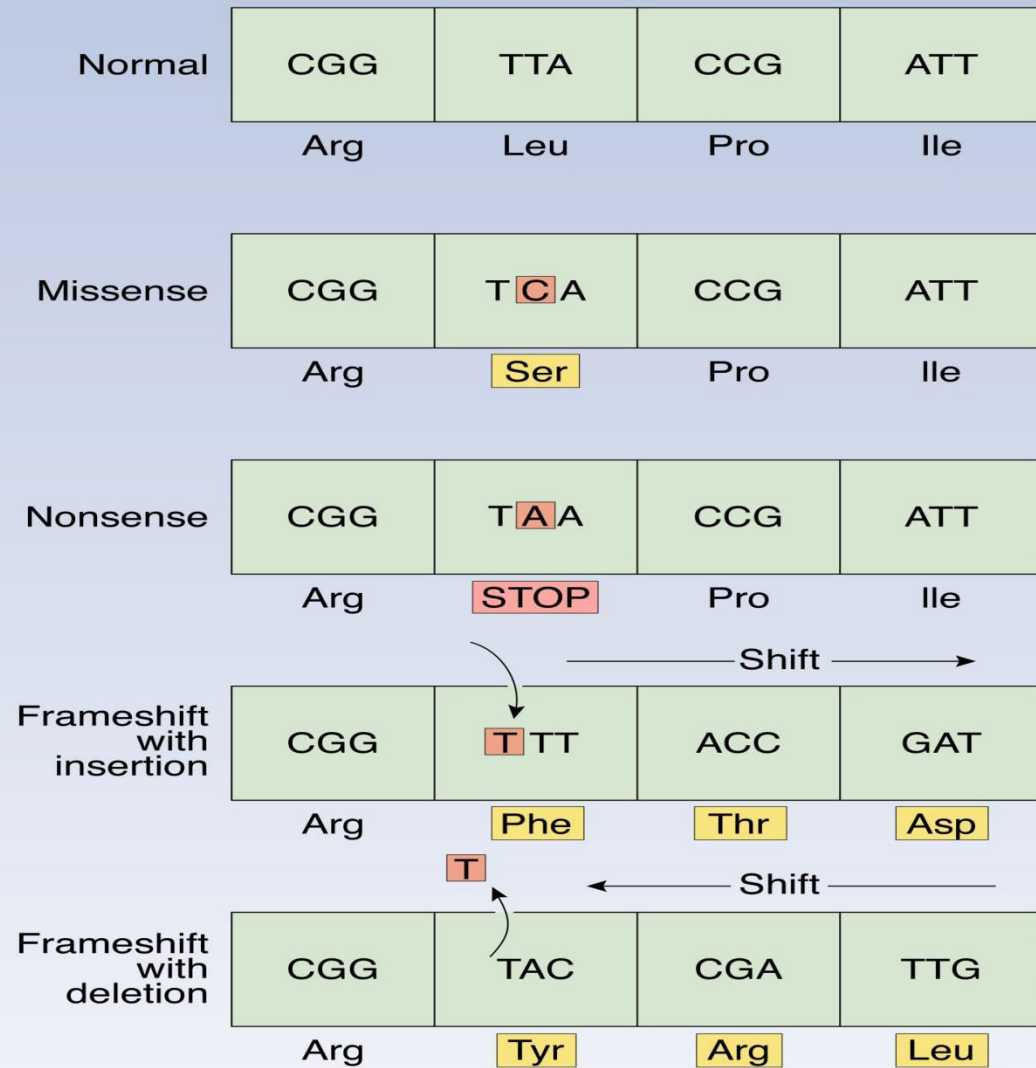 Normal CGG TTA CCG ATT
Arg Leu Pro Ile
Missense CGG TCA CCG ATT
Arg Ser Pro Ile
Nonsense CGG TAA CCG ATT
Arg STOP Pro Ile
Shift
Frameshift
with
insertion
CGG TTT ACC GAT
Arg Phe Thr Asp
T
Shift
Frameshift
with
deletion
CGG TAC CGA TTG
Arg Tyr Arg Leu